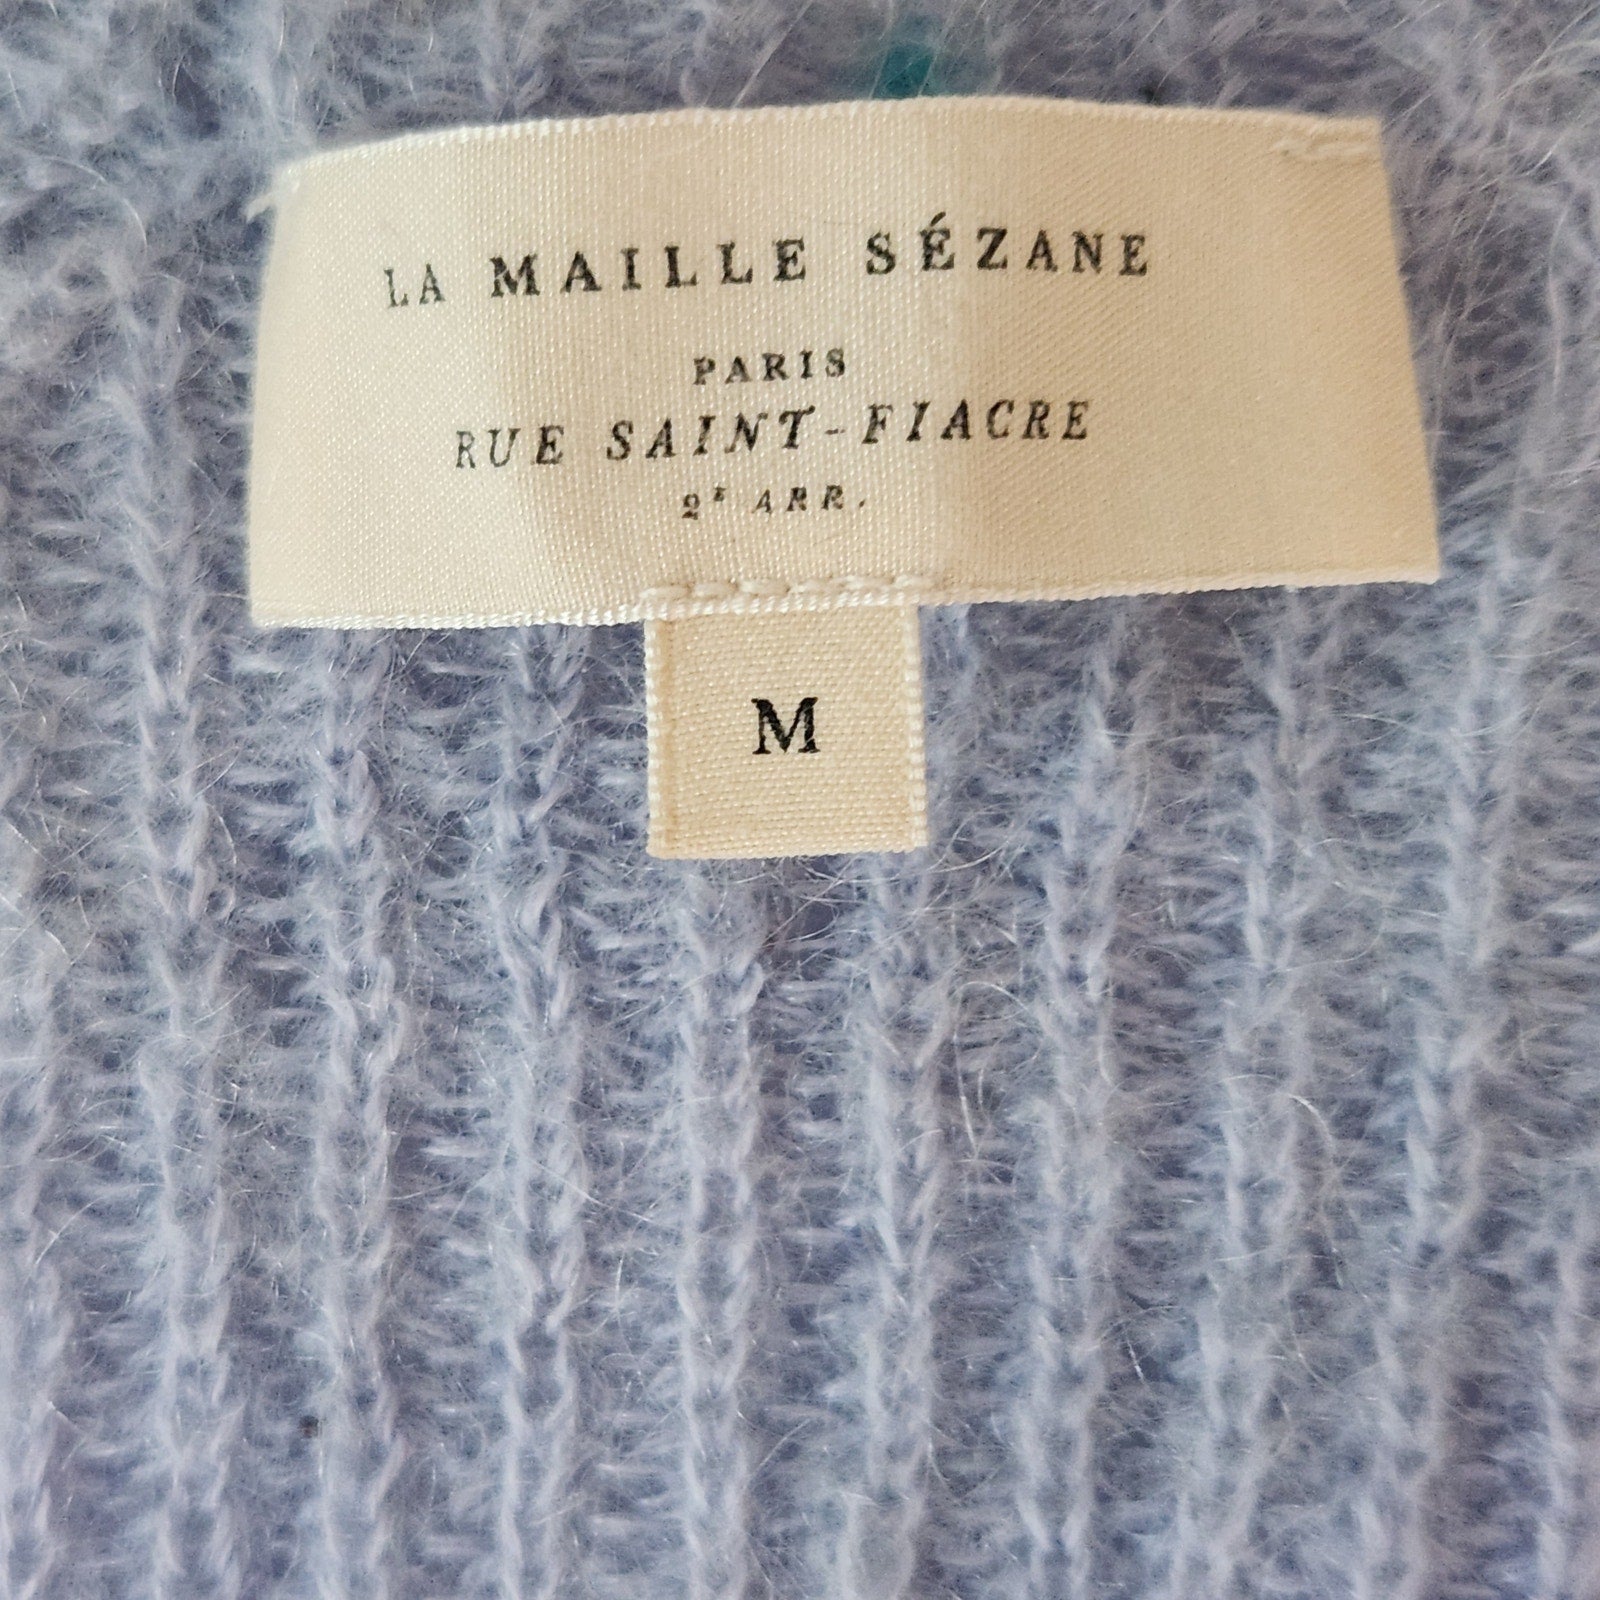 LA MAILLE SÉZANE
PARIS
RUE SAINT-FIACRE
2E ARR.
M